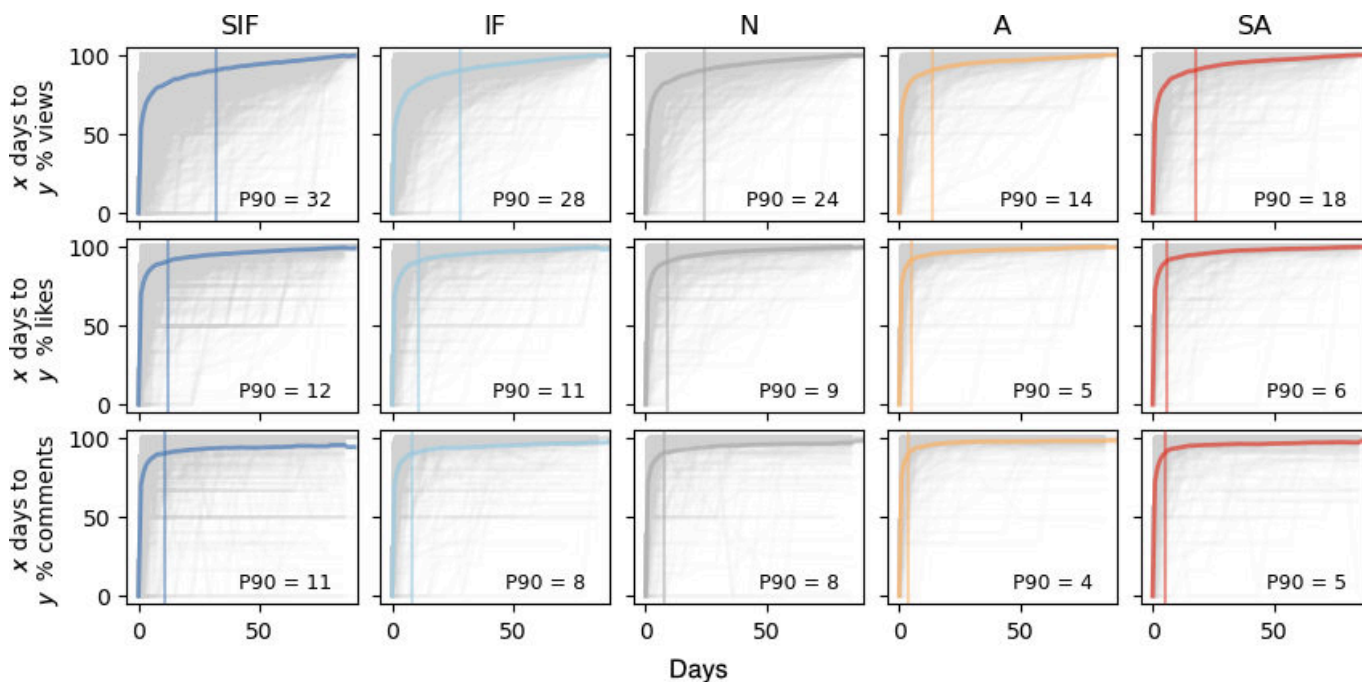 SIF IF N A SA
x days to
y % views
100
50
0
P90 = 32
P90 = 28
P90 = 24
P90 = 14
P90 = 18
x days to
y % likes
100
50
0
P90 = 12
P90 = 11
P90 = 9
P90 = 5
P90 = 6
x days to
y % comments
100
50
0
P90 = 11
P90 = 8
P90 = 8
P90 = 4
P90 = 5
0 50 0 50 0 50 0 50 0 50
Days